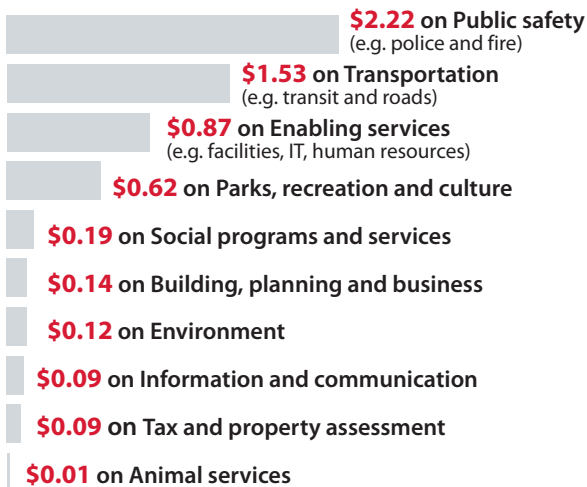 $2.22 on Public safety
(e.g. police and fire)
$1.53 on Transportation
(e.g. transit and roads)
$0.87 on Enabling services
(e.g. facilities, IT, human resources)
$0.62 on Parks, recreation and culture
$0.19 on Social programs and services
$0.14 on Building, planning and business
$0.12 on Environment
$0.09 on Information and communication
$0.09 on Tax and property assessment
$0.01 on Animal services